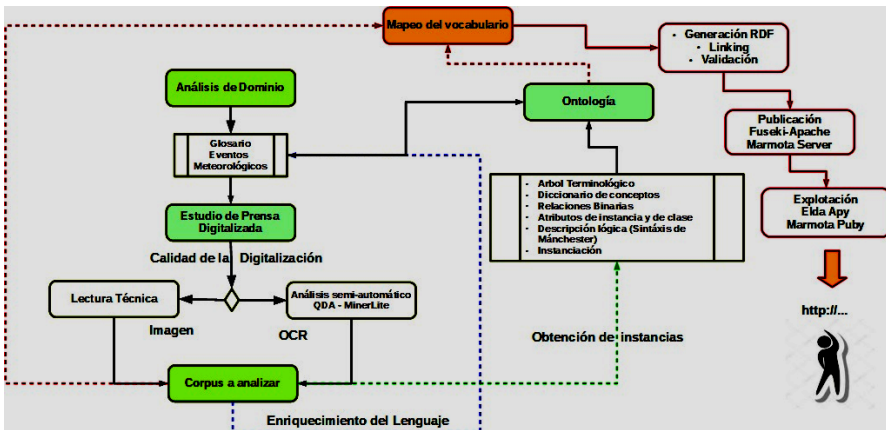 Mapeo del vocabulario
- Generación RDF
- Linking
- Validación
Análisis de Dominio
Ontología
Glosario
Eventos
Meteorológicos
Publicación
Fuseki-Apache
Marmota Server
- Arbol Terminológico
- Diccionario de conceptos
- Relaciones Binarias
- Atributos de instancia y de clase
- Descripción lógica (Sintáxis de
Mánchester)
- Instanciación
Explotación
Elda Apy
Marmota Puby
Estudio de Prensa
Digitalizada
Calidad de la Digitalización
Lectura Técnica
Análisis semi-automático
QDA - MinerLite
Imagen
OCR
Obtención de instancias
http://...
Corpus a analizar
Enriquecimiento del Lenguaje